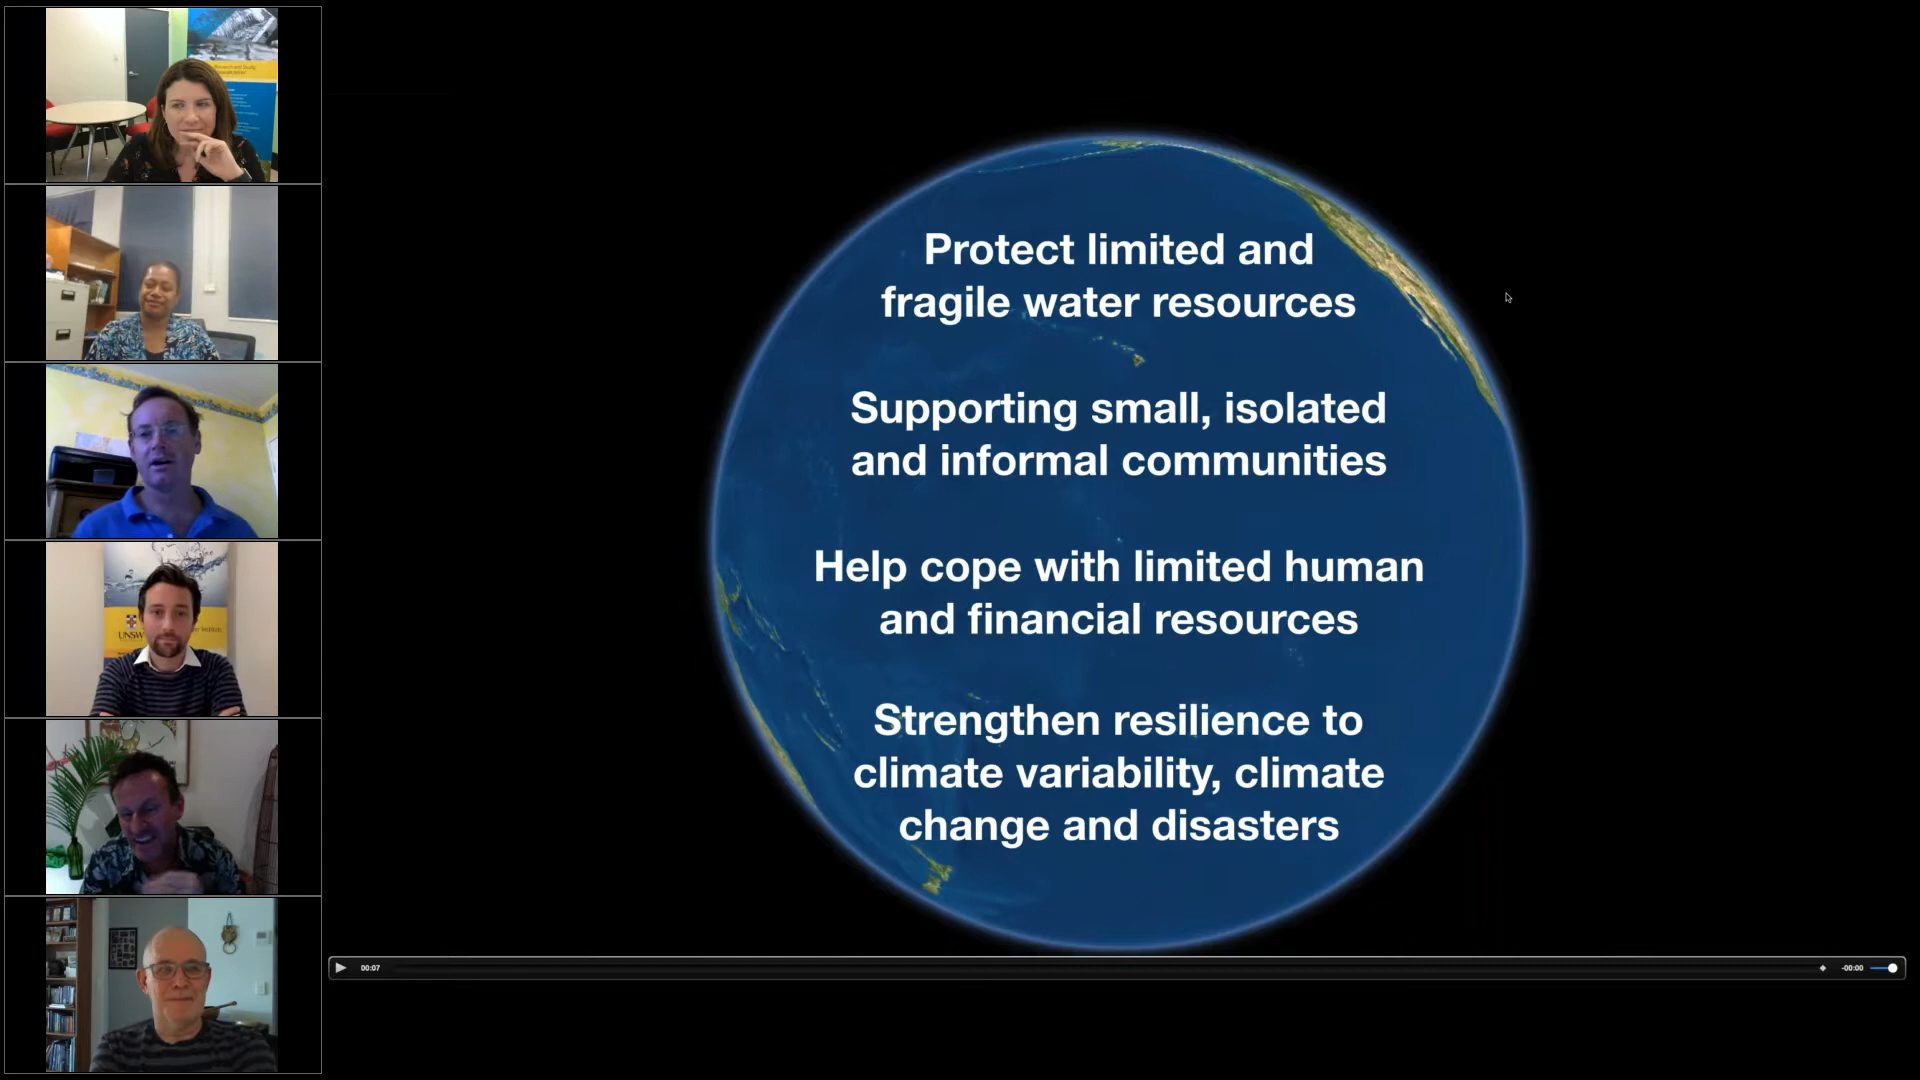 Protect limited and
fragile water resources
Supporting small, isolated
and informal communities
Help cope with limited human
and financial resources
Strengthen resilience to
climate variability, climate
change and disasters
UNSW
00:07
-00:00